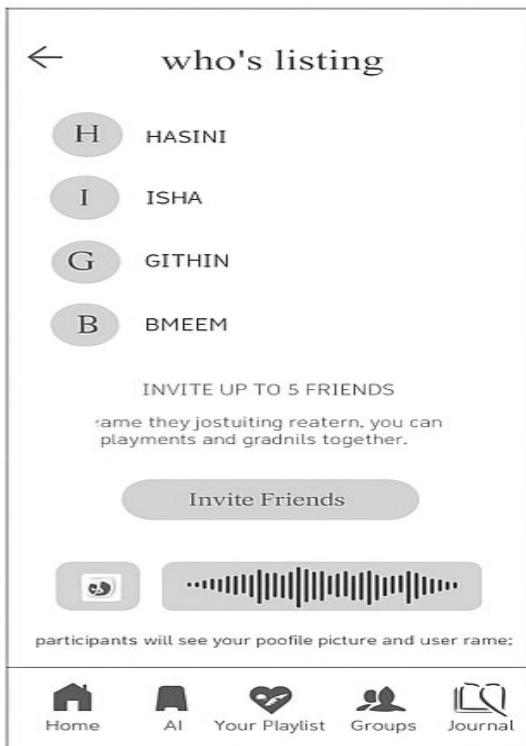 who's listing
H HASINI
I ISHA
G GITHIN
B BMEEM
INVITE UP TO 5 FRIENDS
ame they jostuiting reatern, you can
playments and gradnils together.
Invite Friends
participants will see your poofile picture and user rame:
Home AI Your Playlist Groups Journal